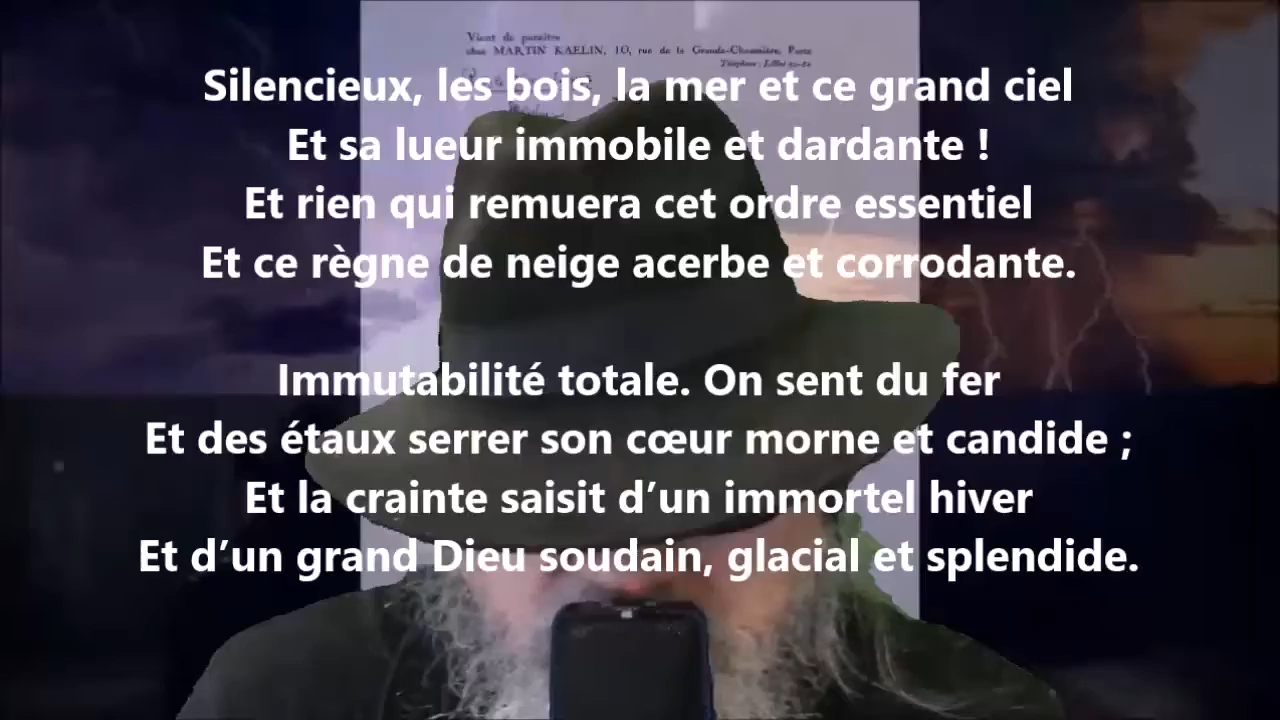 Vient de paraître
chez MARTIN KAELIN, 10, rue de la Grande-Chaumière, Paris
Téléphone : Littré
Silencieux, les bois, la mer et ce grand ciel
Et sa lueur immobile et dardante !
Et rien qui remuera cet ordre essentiel
Et ce règne de neige acerbe et corrodante.
Immutabilité totale. On sent du fer
Et des étaux serrer son cœur morne et candide ;
Et la crainte saisit d’un immortel hiver
Et d’un grand Dieu soudain, glacial et splendide.